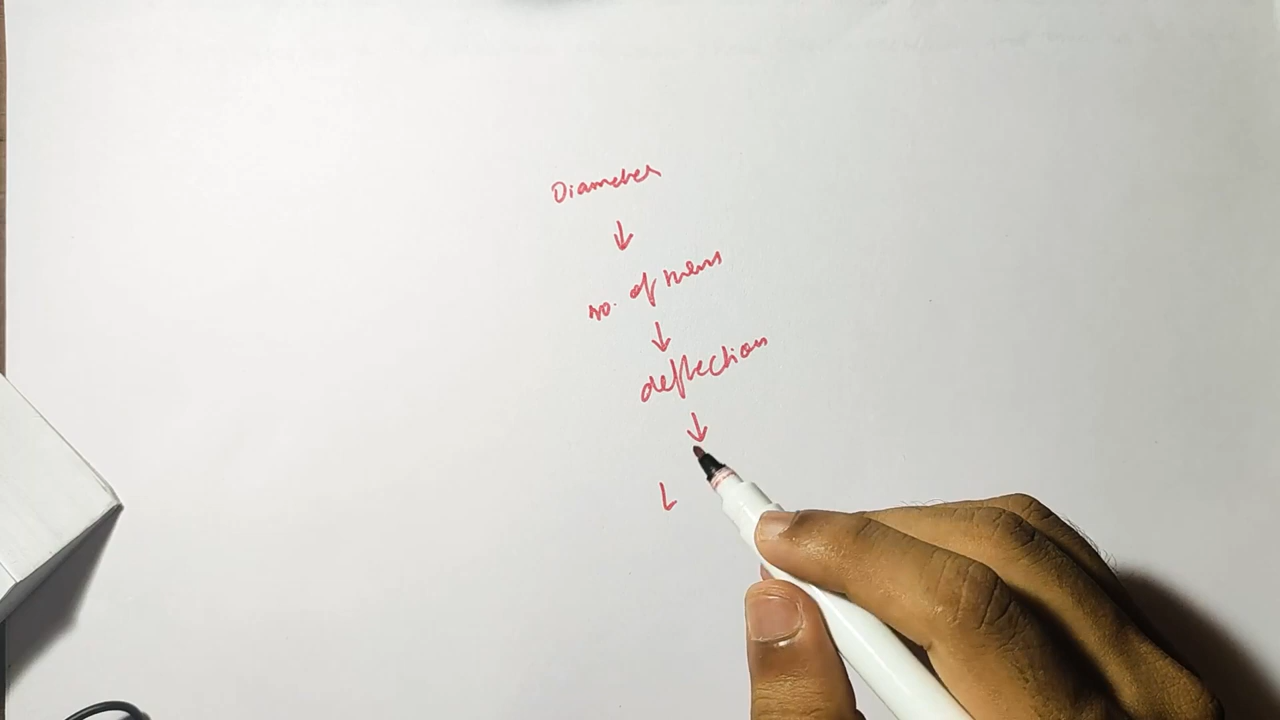 Diameter
↓
no. of turns
↓
deflection
↓
L